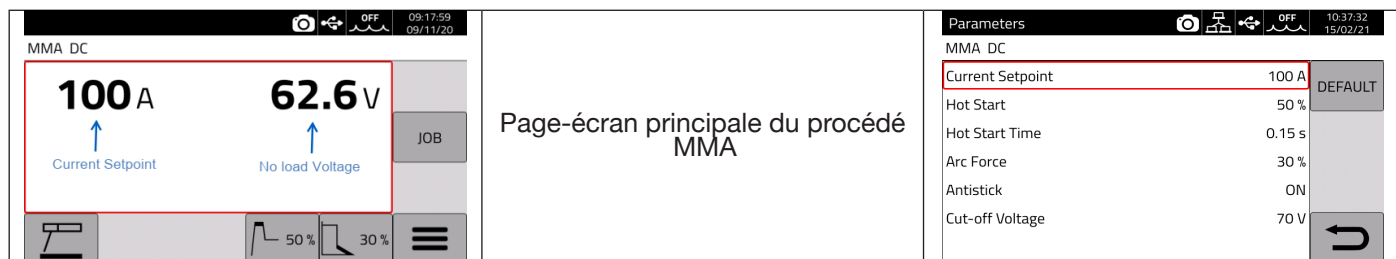 OFF
09:17:59
09/11/20
MMA DC
100 A
62.6 V
JOB
Current Setpoint
No load Voltage
50 %
30 %
Page-écran principale du procédé
MMA
Parameters
OFF
10:37:32
15/02/21
MMA DC
Current Setpoint 100 A
DEFAULT
Hot Start 50 %
Hot Start Time 0.15 s
Arc Force 30 %
Antistick ON
Cut-off Voltage 70 V